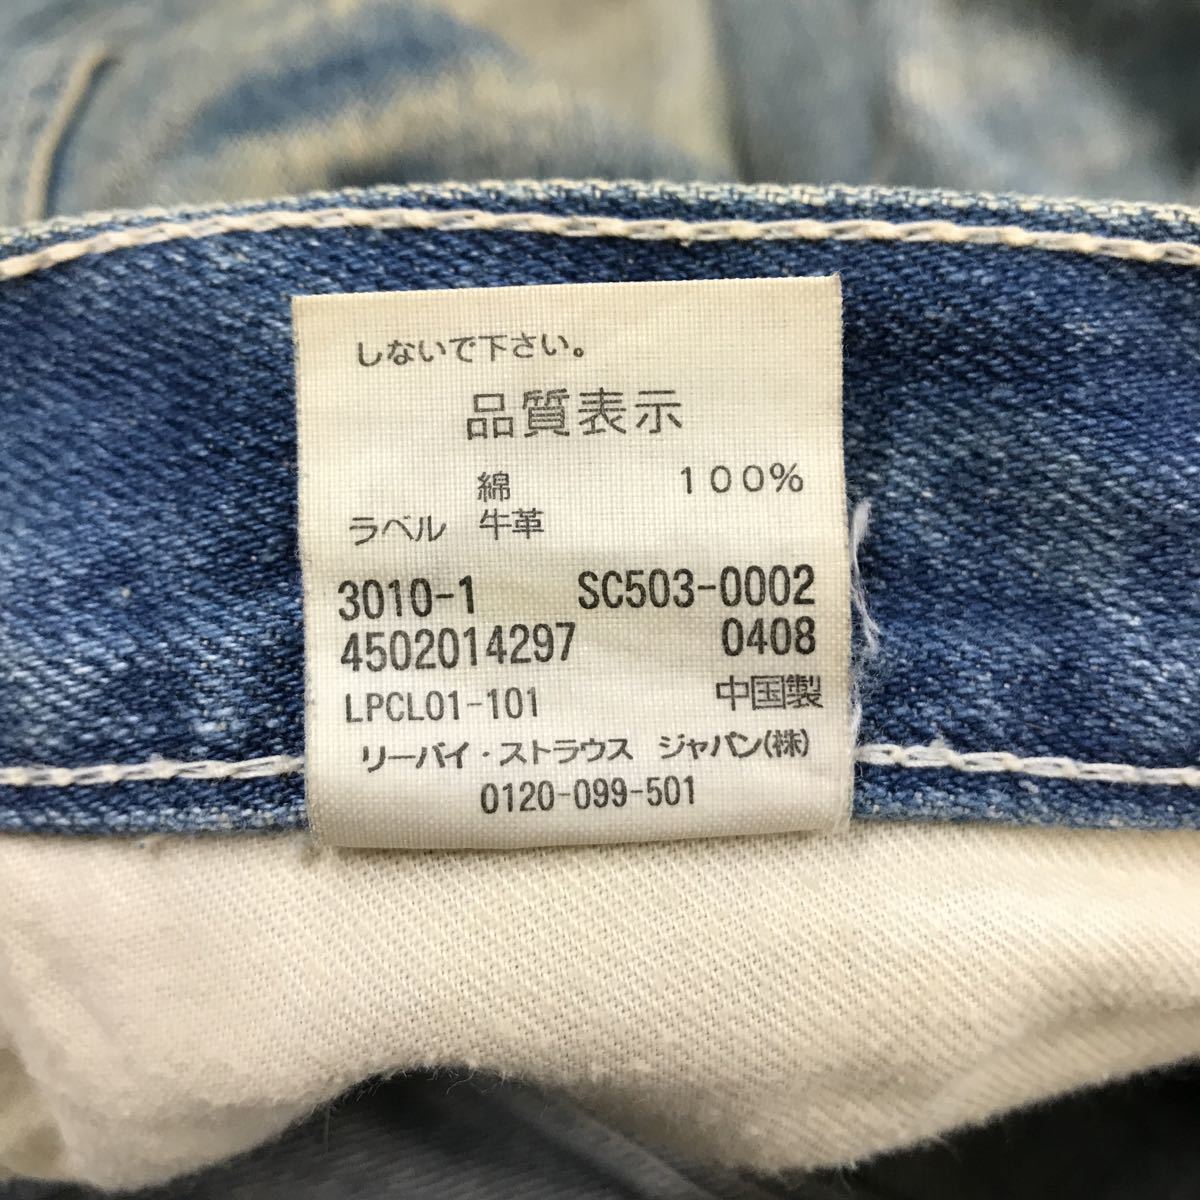 しないで下さい。
品質表示
綿 100%
ラベル 牛革
3010-1 SC503-0002
4502014297 0408
LPCL01-101 中国製
リーバイ・ストラウス ジャパン(株)
0120-099-501